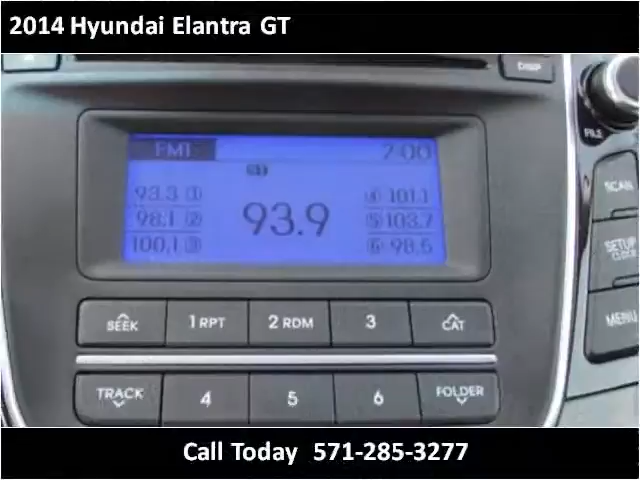 2014 Hyundai Elantra GT
DISP
FILE
FM1 7:00
93.3 1 4 101.1
98.1 2 93.9 5 103.7
100.1 3 6 98.5
SCAN
SETUP
CLOCK
MENU
SEEK 1 RPT 2 RDM 3 CAT
TRACK 4 5 6 FOLDER
Call Today 571-285-3277